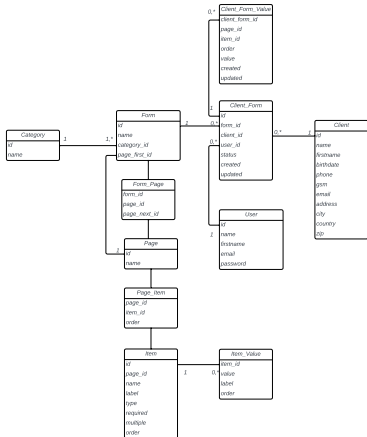 0,*
Client_Form_Value
client_form_id
page_id
item_id
order
value
created
updated
1
Client_Form
id
form_id
client_id
user_id
status
created
updated
0,*
0,*
0,*
1
Client
id
name
firstname
birthdate
phone
gsm
email
address
city
country
zip
Form
id
name
category_id
page_first_id
1
Category
id
name
1
1,*
Form_Page
form_id
page_id
page_next_id
User
id
name
firstname
email
password
1
Page
id
name
1
Page_Item
page_id
item_id
order
Item
id
page_id
name
label
type
required
multiple
order
1
0,*
Item_Value
item_id
value
label
order